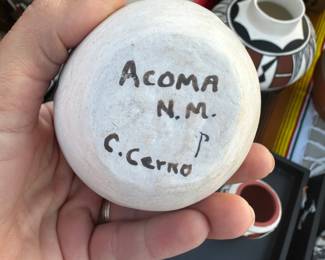 ACOMA
N.M.
P
C. Cerno